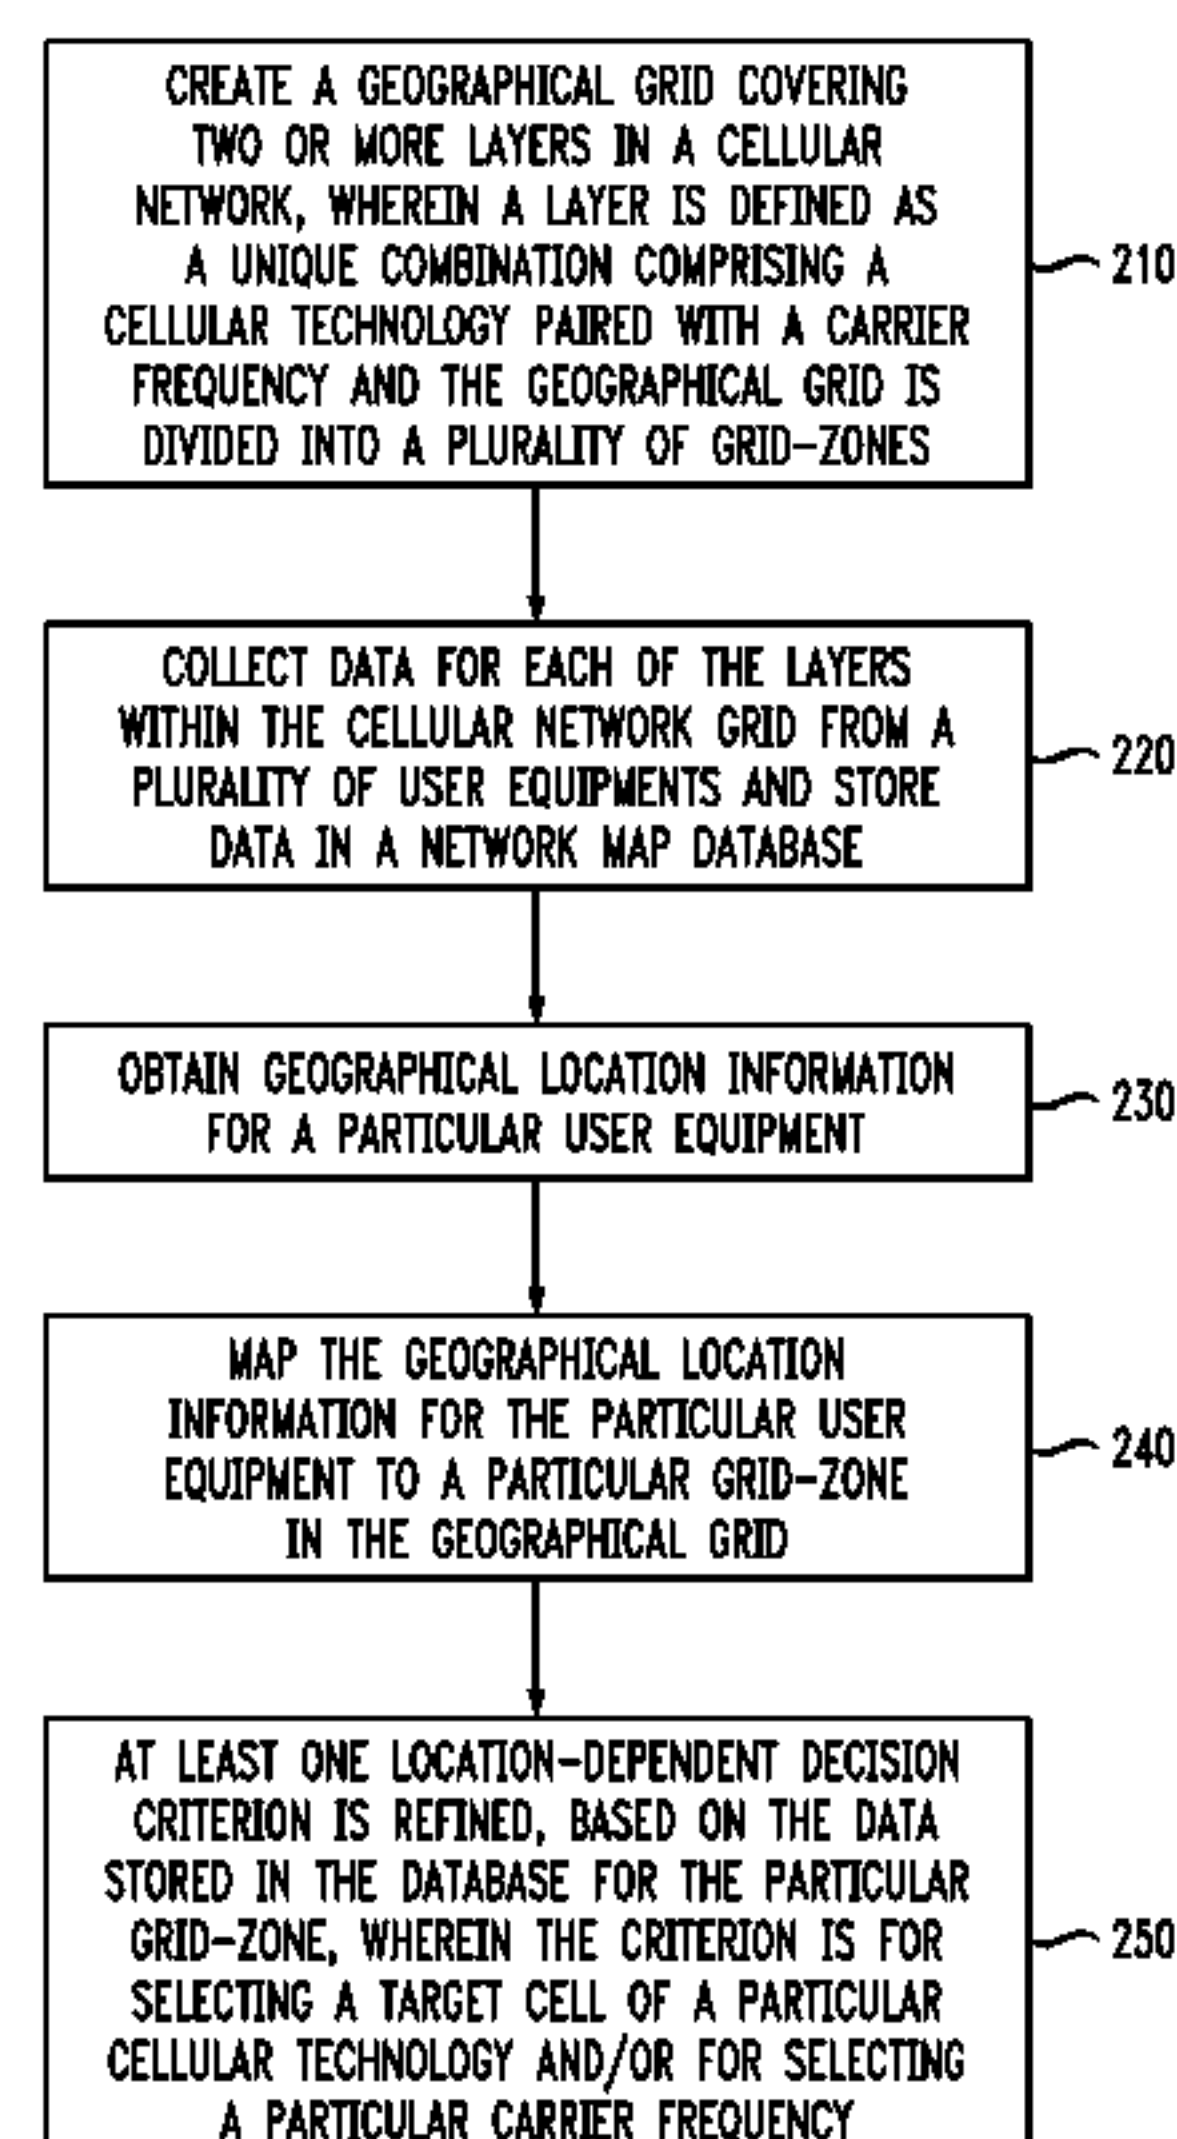 CREATE A GEOGRAPHICAL GRID COVERING
TWO OR MORE LAYERS IN A CELLULAR
NETWORK, WHEREIN A LAYER IS DEFINED AS
A UNIQUE COMBINATION COMPRISING A
CELLULAR TECHNOLOGY PAIRED WITH A CARRIER
FREQUENCY AND THE GEOGRAPHICAL GRID IS
DIVIDED INTO A PLURALITY OF GRID-ZONES
210
COLLECT DATA FOR EACH OF THE LAYERS
WITHIN THE CELLULAR NETWORK GRID FROM A
PLURALITY OF USER EQUIPMENTS AND STORE
DATA IN A NETWORK MAP DATABASE
220
OBTAIN GEOGRAPHICAL LOCATION INFORMATION
FOR A PARTICULAR USER EQUIPMENT
230
MAP THE GEOGRAPHICAL LOCATION
INFORMATION FOR THE PARTICULAR USER
EQUIPMENT TO A PARTICULAR GRID-ZONE
IN THE GEOGRAPHICAL GRID
240
AT LEAST ONE LOCATION-DEPENDENT DECISION
CRITERION IS REFINED, BASED ON THE DATA
STORED IN THE DATABASE FOR THE PARTICULAR
GRID-ZONE, WHEREIN THE CRITERION IS FOR
SELECTING A TARGET CELL OF A PARTICULAR
CELLULAR TECHNOLOGY AND/OR FOR SELECTING
A PARTICULAR CARRIER FREQUENCY
250